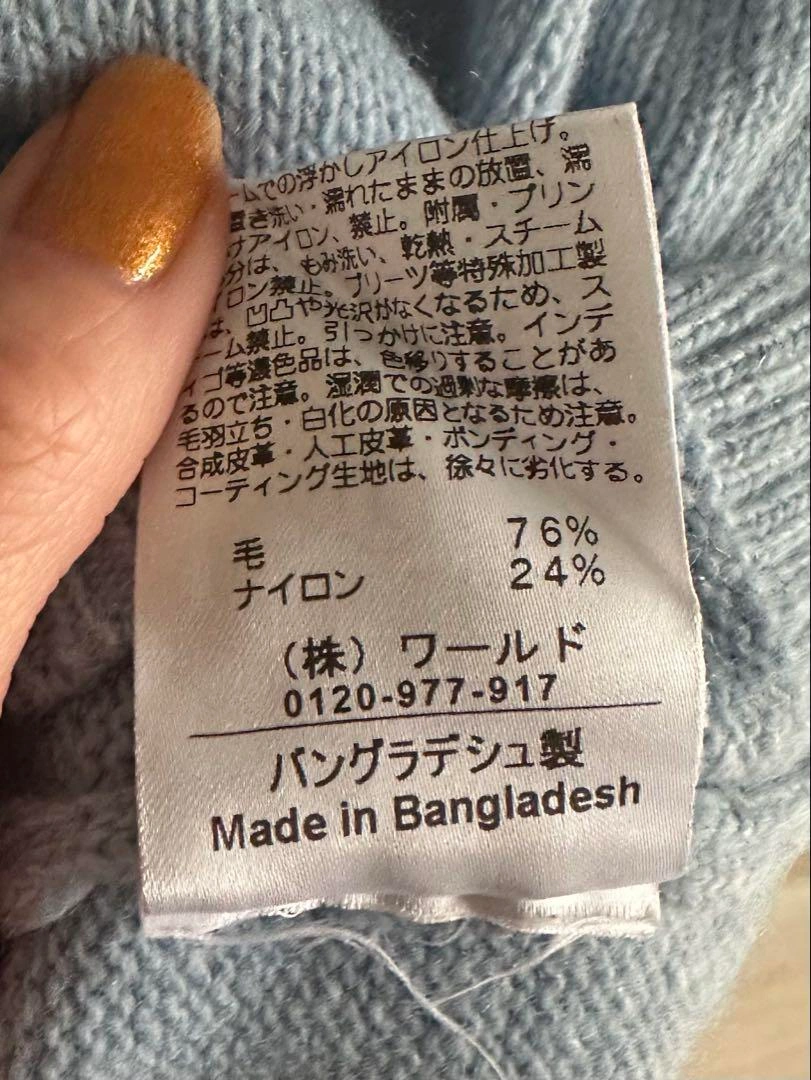 ームでの浮かしアイロン仕上げ。
置き洗い・濡れたままの放置、濡
けアイロン、禁止。附属・プリン
分は、もみ洗い、乾熱・スチーム
イロン禁止。プリーツ等特殊加工製
は、凹凸や光沢がなくなるため、ス
ーム禁止。引っかけに注意。インデ
ィゴ等濃色品は、色移りすることがあ
るので注意。湿潤での過剰な摩擦は、
毛羽立ち・白化の原因となるため注意。
合成皮革・人工皮革・ボンディング・
コーティング生地は、徐々に劣化する。
毛 76%
ナイロン 24%
(株) ワールド
0120-977-917
バングラデシュ製
Made in Bangladesh